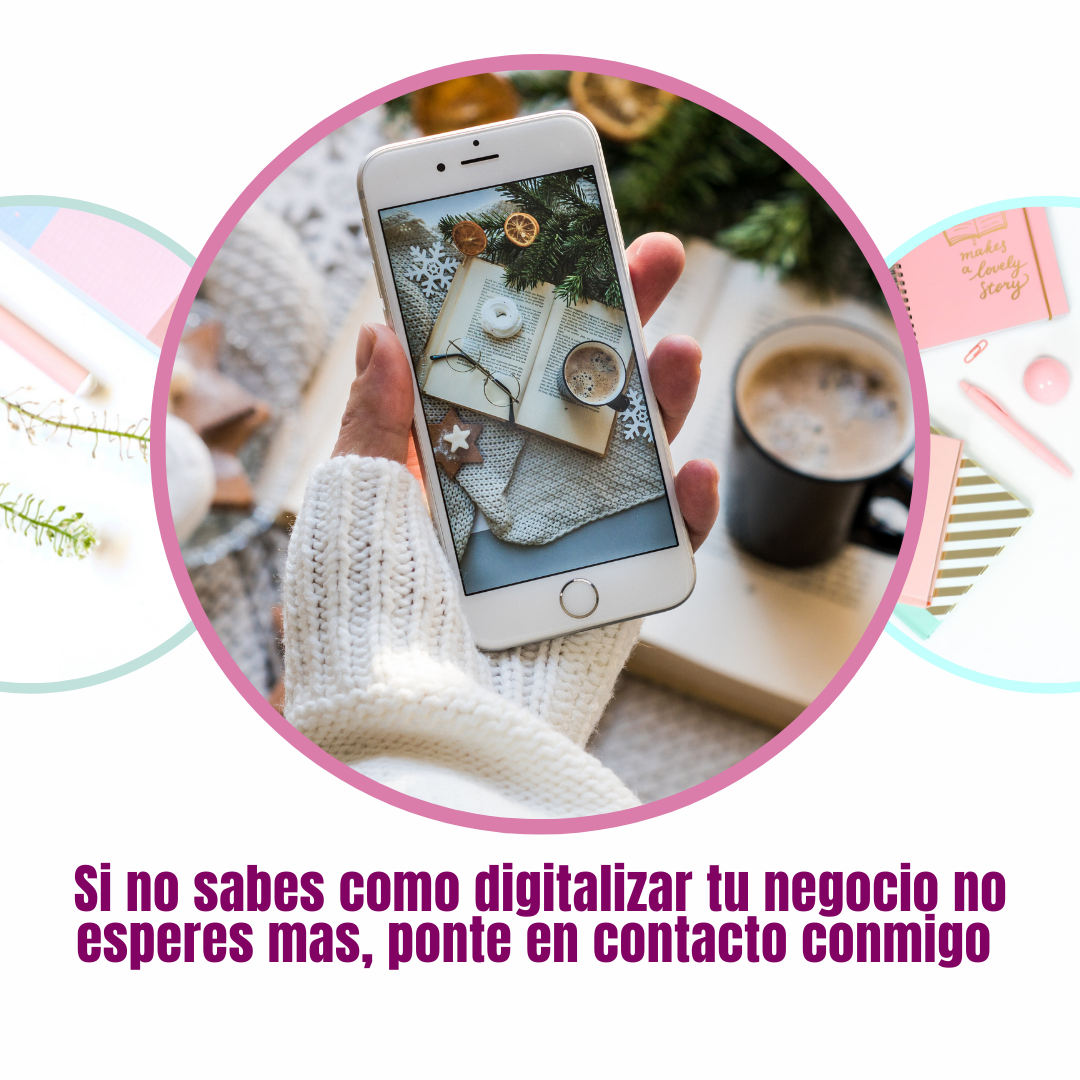 makes
a lovely
story
Si no sabes como digitalizar tu negocio no
esperes mas, ponte en contacto conmigo